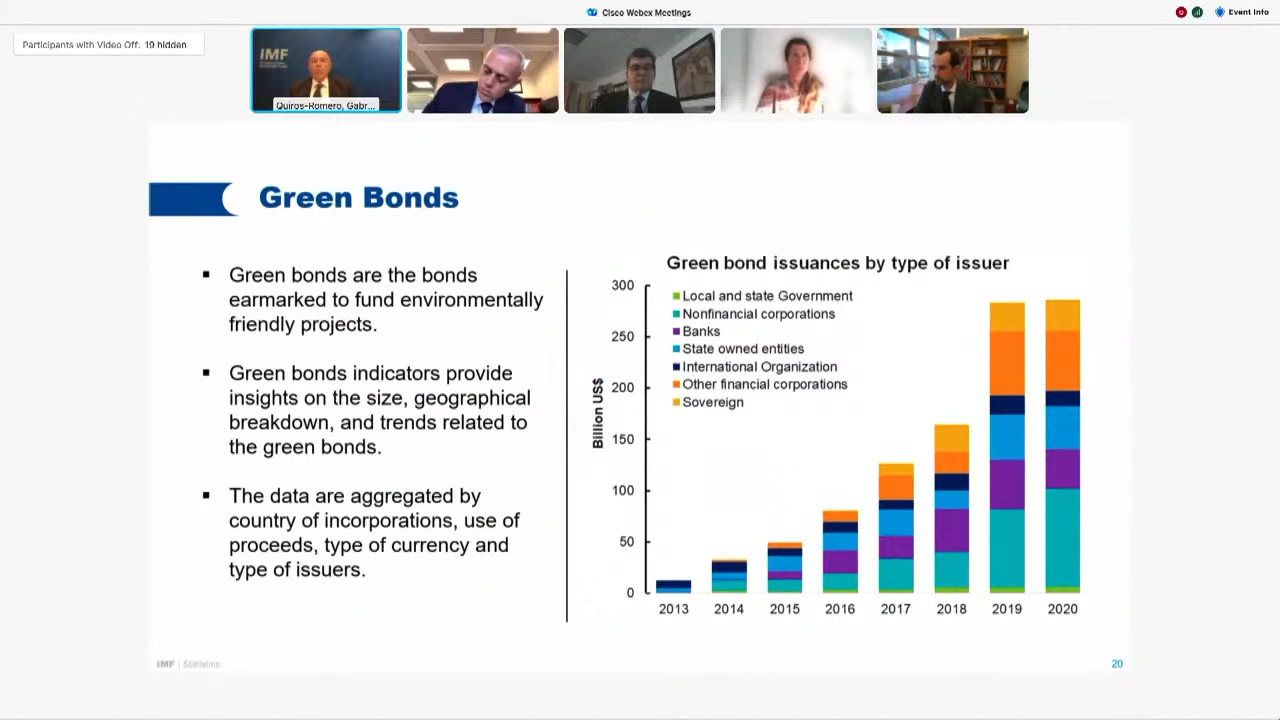 Cisco Webex Meetings
Event Info
Participants with Video Off: 19 hidden
IMF
Quiros-Romero, Gabr...
Green Bonds
▪ Green bonds are the bonds
earmarked to fund environmentally
friendly projects.
▪ Green bonds indicators provide
insights on the size, geographical
breakdown, and trends related to
the green bonds.
▪ The data are aggregated by
country of incorporations, use of
proceeds, type of currency and
type of issuers.
Green bond issuances by type of issuer
Billion US$
300
250
200
150
100
50
0
Local and state Government
Nonfinancial corporations
Banks
State owned entities
International Organization
Other financial corporations
Sovereign
2013 2014 2015 2016 2017 2018 2019 2020
IMF | Statistics
20